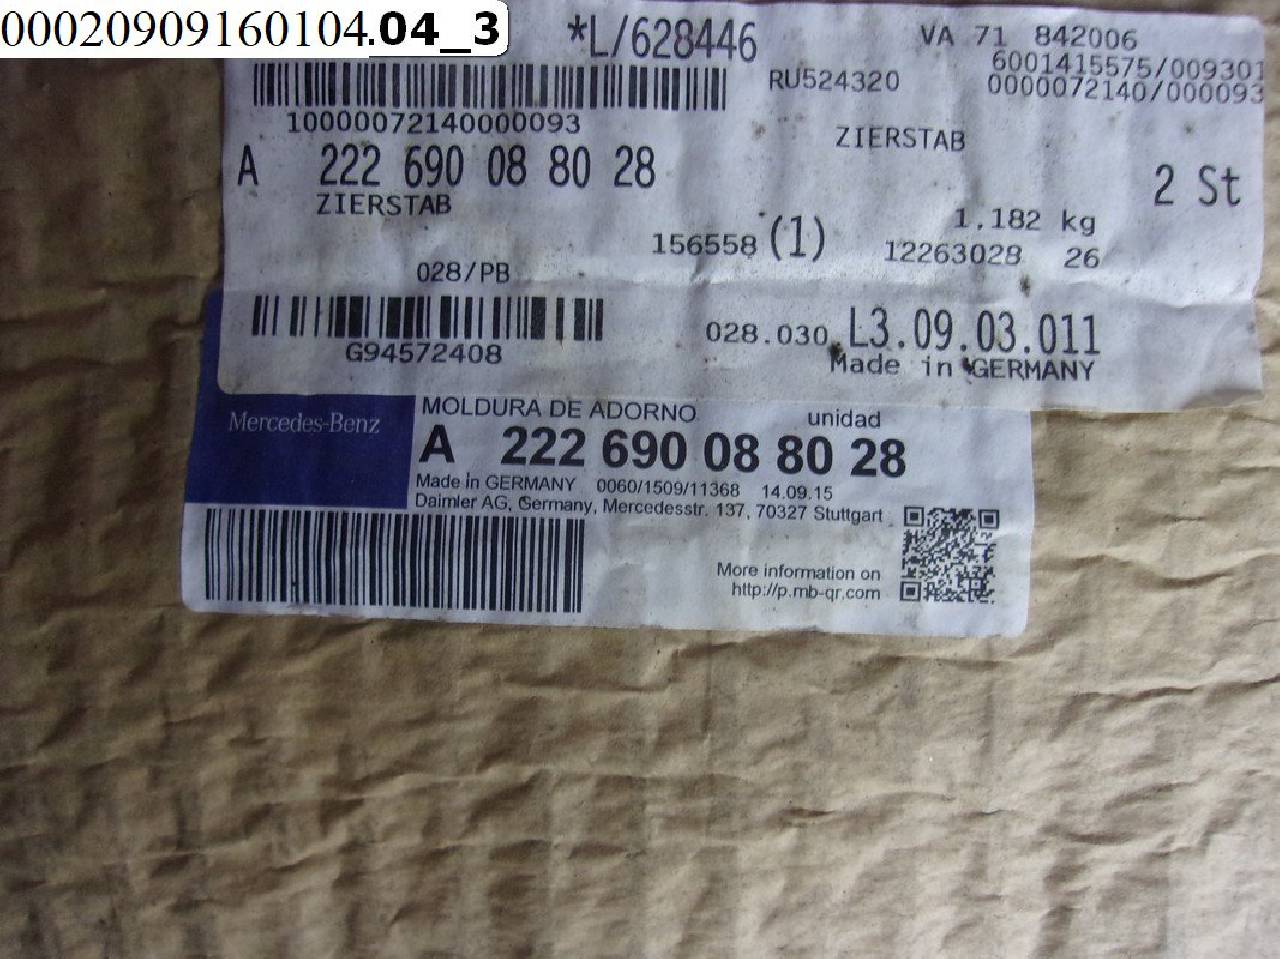 00020909160104.04_3
*L/628446
VA 71 842006
6001415575/009301
RU524320
0000072140/000093
10000072140000093
ZIERSTAB
A 222 690 08 80 28
2 St
ZIERSTAB
1,182 kg
156558 (1) 12263028 26
028/PB
028.030 L3.09.03.011
G94572408
Made in GERMANY
Mercedes-Benz
MOLDURA DE ADORNO unidad
A 222 690 08 80 28
Made in GERMANY 0060/1509/11368 14.09.15
Daimler AG, Germany, Mercedesstr. 137, 70327 Stuttgart
More information on
http://p.mb-qr.com